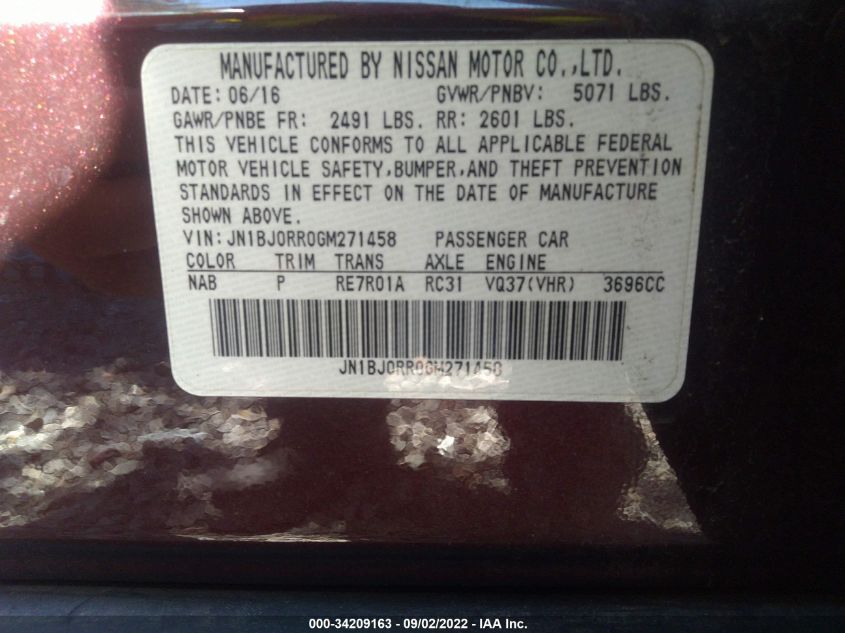 MANUFACTURED BY NISSAN MOTOR CO.,LTD.
DATE: 06/16 GVWR/PNBV: 5071 LBS.
GAWR/PNBE FR: 2491 LBS. RR: 2601 LBS.
THIS VEHICLE CONFORMS TO ALL APPLICABLE FEDERAL
MOTOR VEHICLE SAFETY,BUMPER,AND THEFT PREVENTION
STANDARDS IN EFFECT ON THE DATE OF MANUFACTURE
SHOWN ABOVE.
VIN: JN1BJ0RR0GM271458 PASSENGER CAR
COLOR TRIM TRANS AXLE ENGINE
NAB P RE7R01A RC31 VQ37(VHR) 3696CC
JN1BJ0RR0GM271458
000-34209163 - 09/02/2022 - IAA Inc.